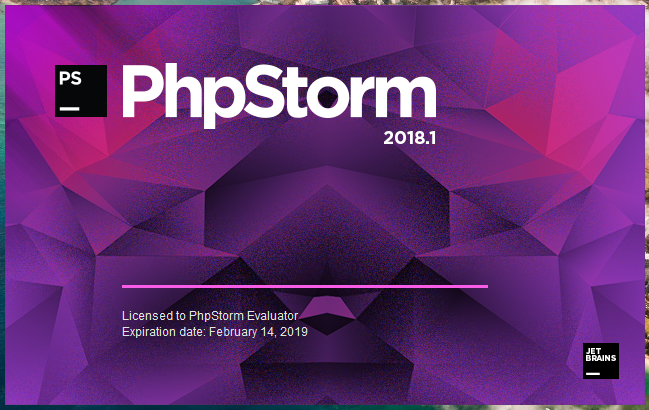 PS
PhpStorm
2018.1
Licensed to PhpStorm Evaluator
Expiration date: February 14, 2019
JET
BRAINS